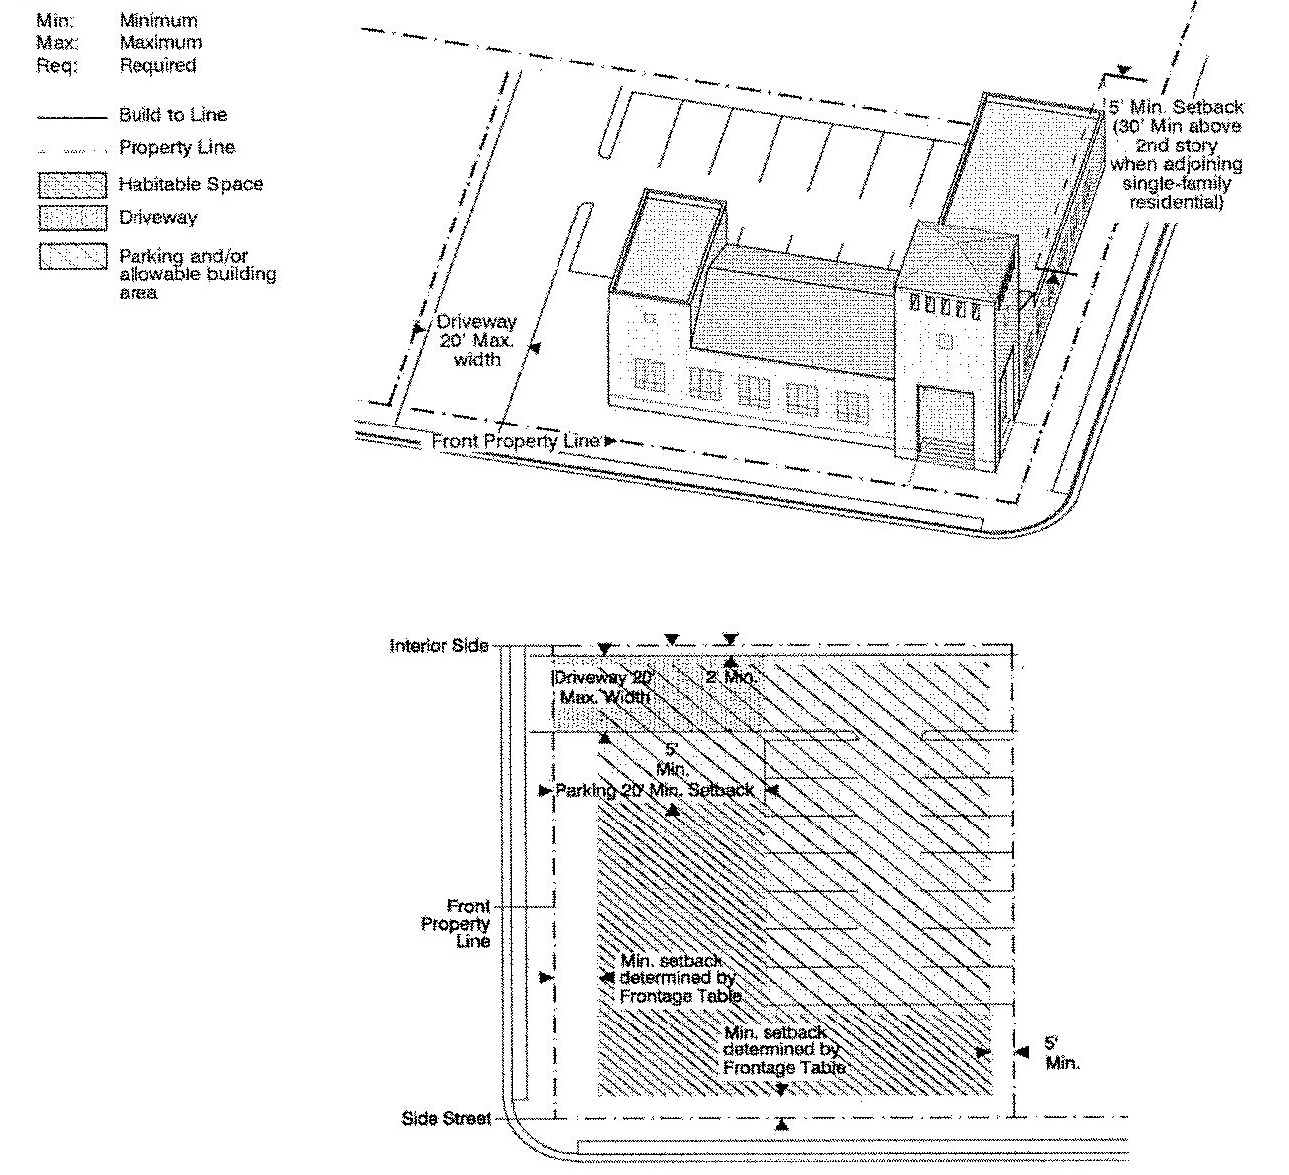 Min: Minimum
Max: Maximum
Req: Required
Build to Line
Property Line
Habitable Space
Driveway
Parking and/or
allowable building
area
5' Min. Setback
(30' Min above
2nd story
when adjoining
single-family
residential)
Driveway
20' Max.
width
Front Property Line
Interior Side
Driveway 20'
Max. Width
2' Min.
5'
Min.
Parking 20' Min. Setback
Front
Property
Line
Min. setback
determined by
Frontage Table
Min. setback
determined by
Frontage Table
5'
Min.
Side Street